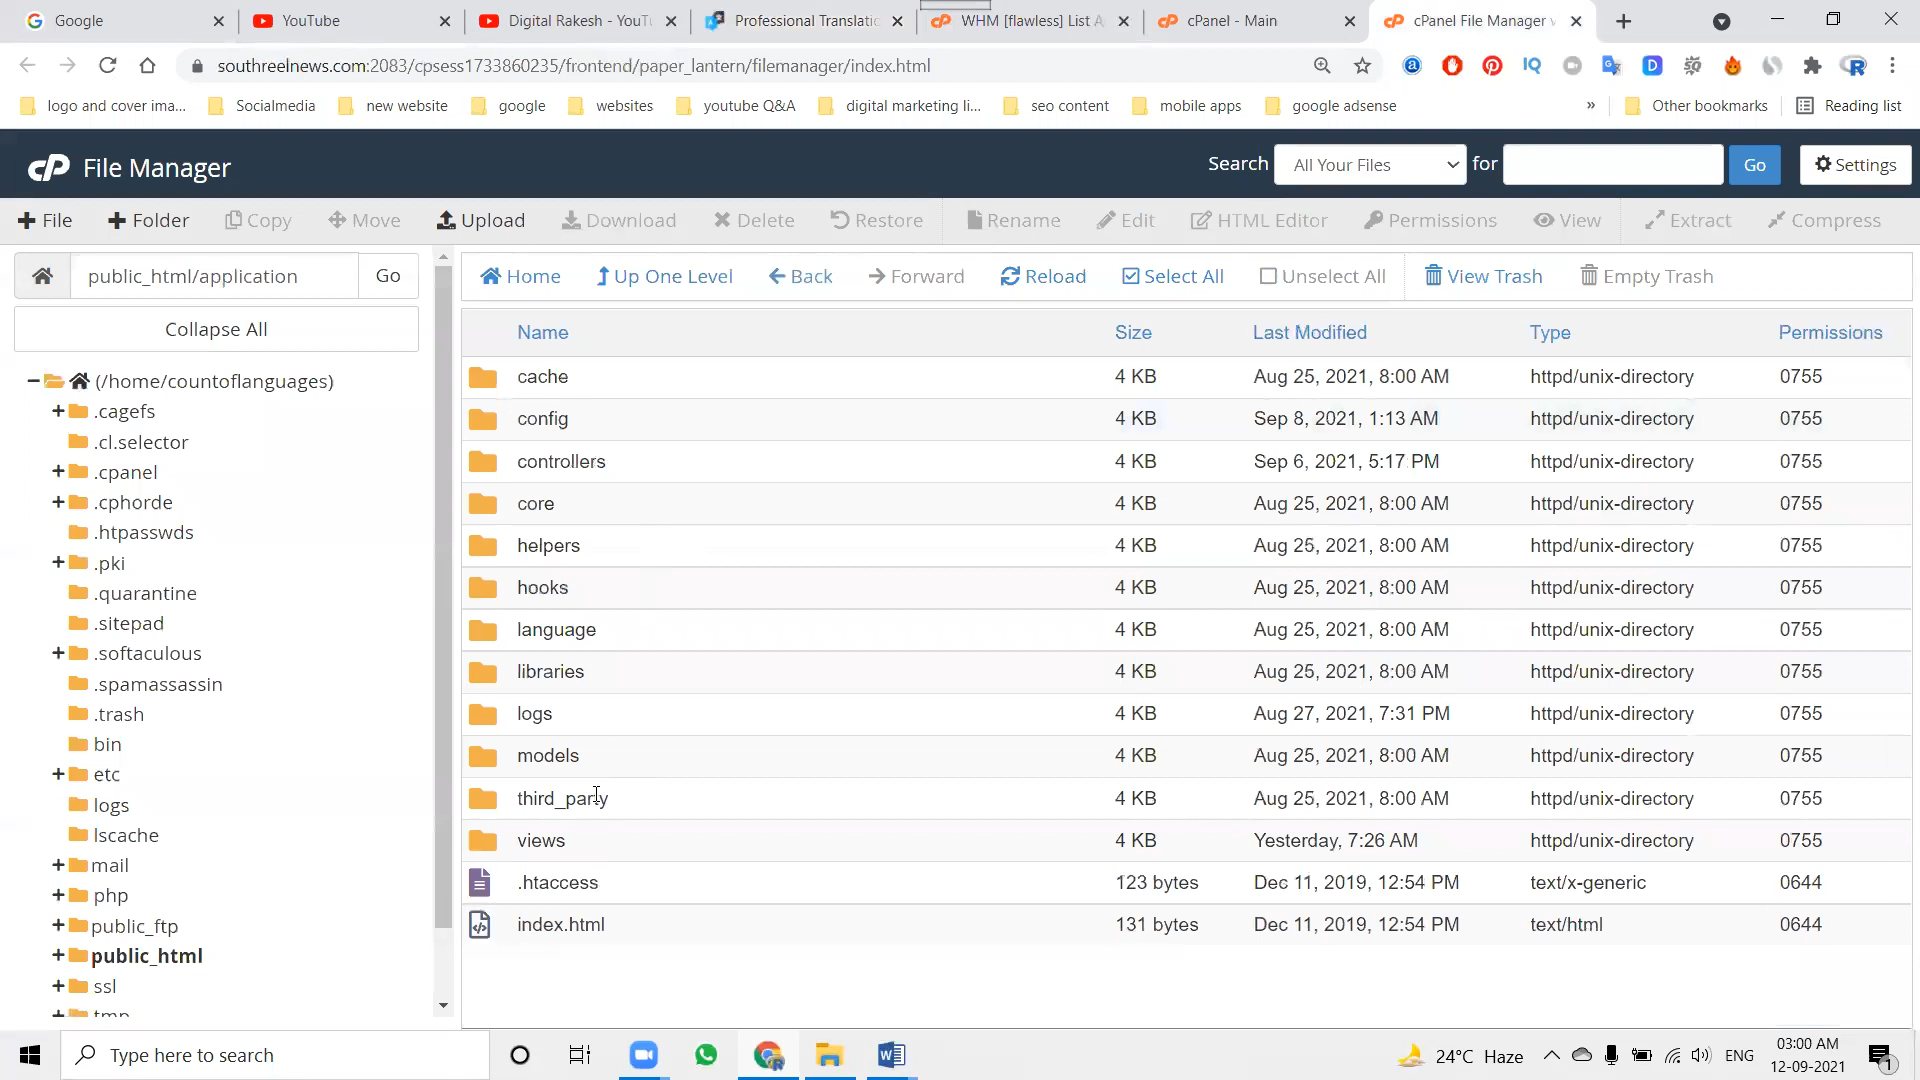 Google
YouTube
Digital Rakesh - YouTu
Professional Translatio
WHM [flawless] List A
cPanel - Main
cPanel File Manager v
southreelnews.com:2083/cpsess1733860235/frontend/paper_lantern/filemanager/index.html
logo and cover ima...
Socialmedia
new website
google
websites
youtube Q&A
digital marketing li...
seo content
mobile apps
google adsense
»
Other bookmarks
Reading list
cP File Manager
Search
All Your Files
for
Go
Settings
File
Folder
Copy
Move
Upload
Download
Delete
Restore
Rename
Edit
HTML Editor
Permissions
View
Extract
Compress
public_html/application
Go
Home
Up One Level
Back
Forward
Reload
Select All
Unselect All
View Trash
Empty Trash
Collapse All
(/home/countoflanguages)
.cagefs
.cl.selector
.cpanel
.cphorde
.htpasswds
.pki
.quarantine
.sitepad
.softaculous
.spamassassin
.trash
bin
etc
logs
lscache
mail
php
public_ftp
public_html
ssl
tmp
Name Size Last Modified Type Permissions
cache 4 KB Aug 25, 2021, 8:00 AM httpd/unix-directory 0755
config 4 KB Sep 8, 2021, 1:13 AM httpd/unix-directory 0755
controllers 4 KB Sep 6, 2021, 5:17 PM httpd/unix-directory 0755
core 4 KB Aug 25, 2021, 8:00 AM httpd/unix-directory 0755
helpers 4 KB Aug 25, 2021, 8:00 AM httpd/unix-directory 0755
hooks 4 KB Aug 25, 2021, 8:00 AM httpd/unix-directory 0755
language 4 KB Aug 25, 2021, 8:00 AM httpd/unix-directory 0755
libraries 4 KB Aug 25, 2021, 8:00 AM httpd/unix-directory 0755
logs 4 KB Aug 27, 2021, 7:31 PM httpd/unix-directory 0755
models 4 KB Aug 25, 2021, 8:00 AM httpd/unix-directory 0755
third_party 4 KB Aug 25, 2021, 8:00 AM httpd/unix-directory 0755
views 4 KB Yesterday, 7:26 AM httpd/unix-directory 0755
.htaccess 123 bytes Dec 11, 2019, 12:54 PM text/x-generic 0644
index.html 131 bytes Dec 11, 2019, 12:54 PM text/html 0644
Type here to search
24°C Haze
ENG
03:00 AM
12-09-2021
1